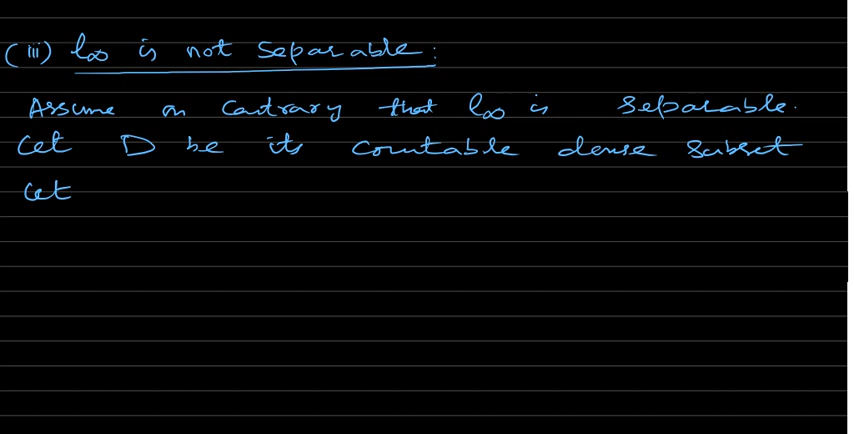 (iii) l∞ is not separable:
Assume on contrary that l∞ is separable.
Let D be its countable dense subset
Let